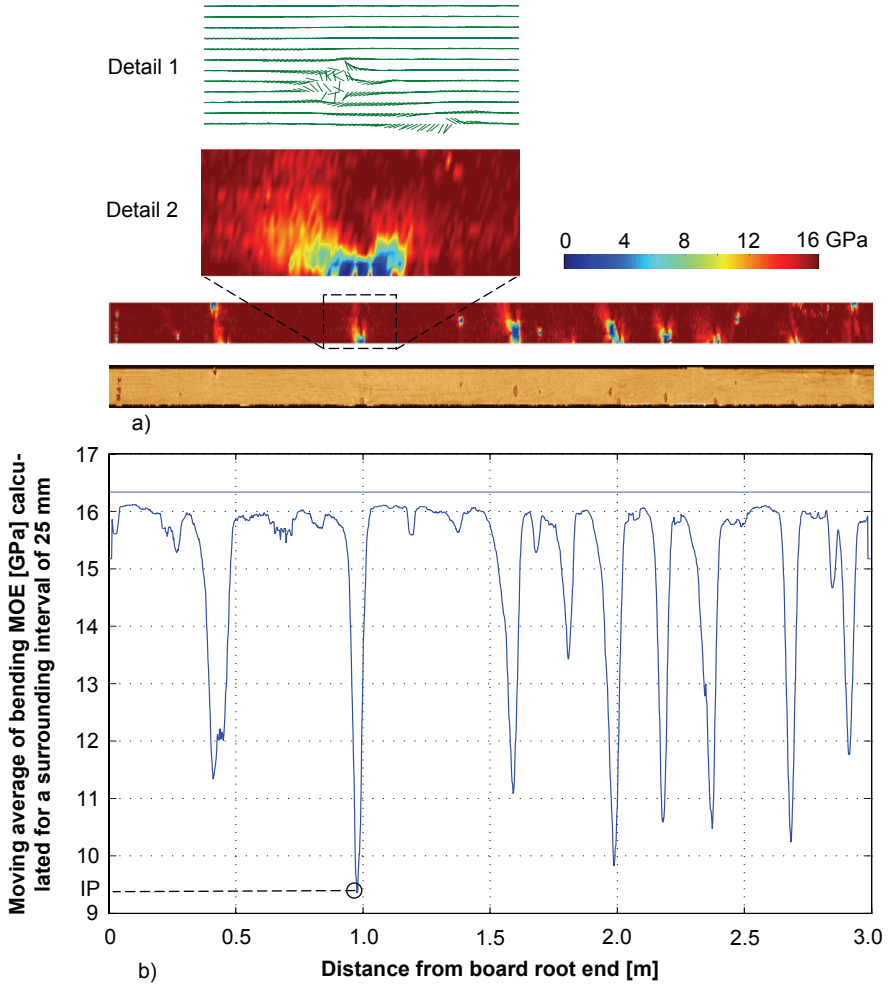 Detail 1
Detail 2
0 4 8 12 16 GPa
a)
Moving average of bending MOE [GPa] calcu-
lated for a surrounding interval of 25 mm
17
16
15
14
13
12
11
10
IP
9
0 0.5 1.0 1.5 2.0 2.5 3.0
b) Distance from board root end [m]